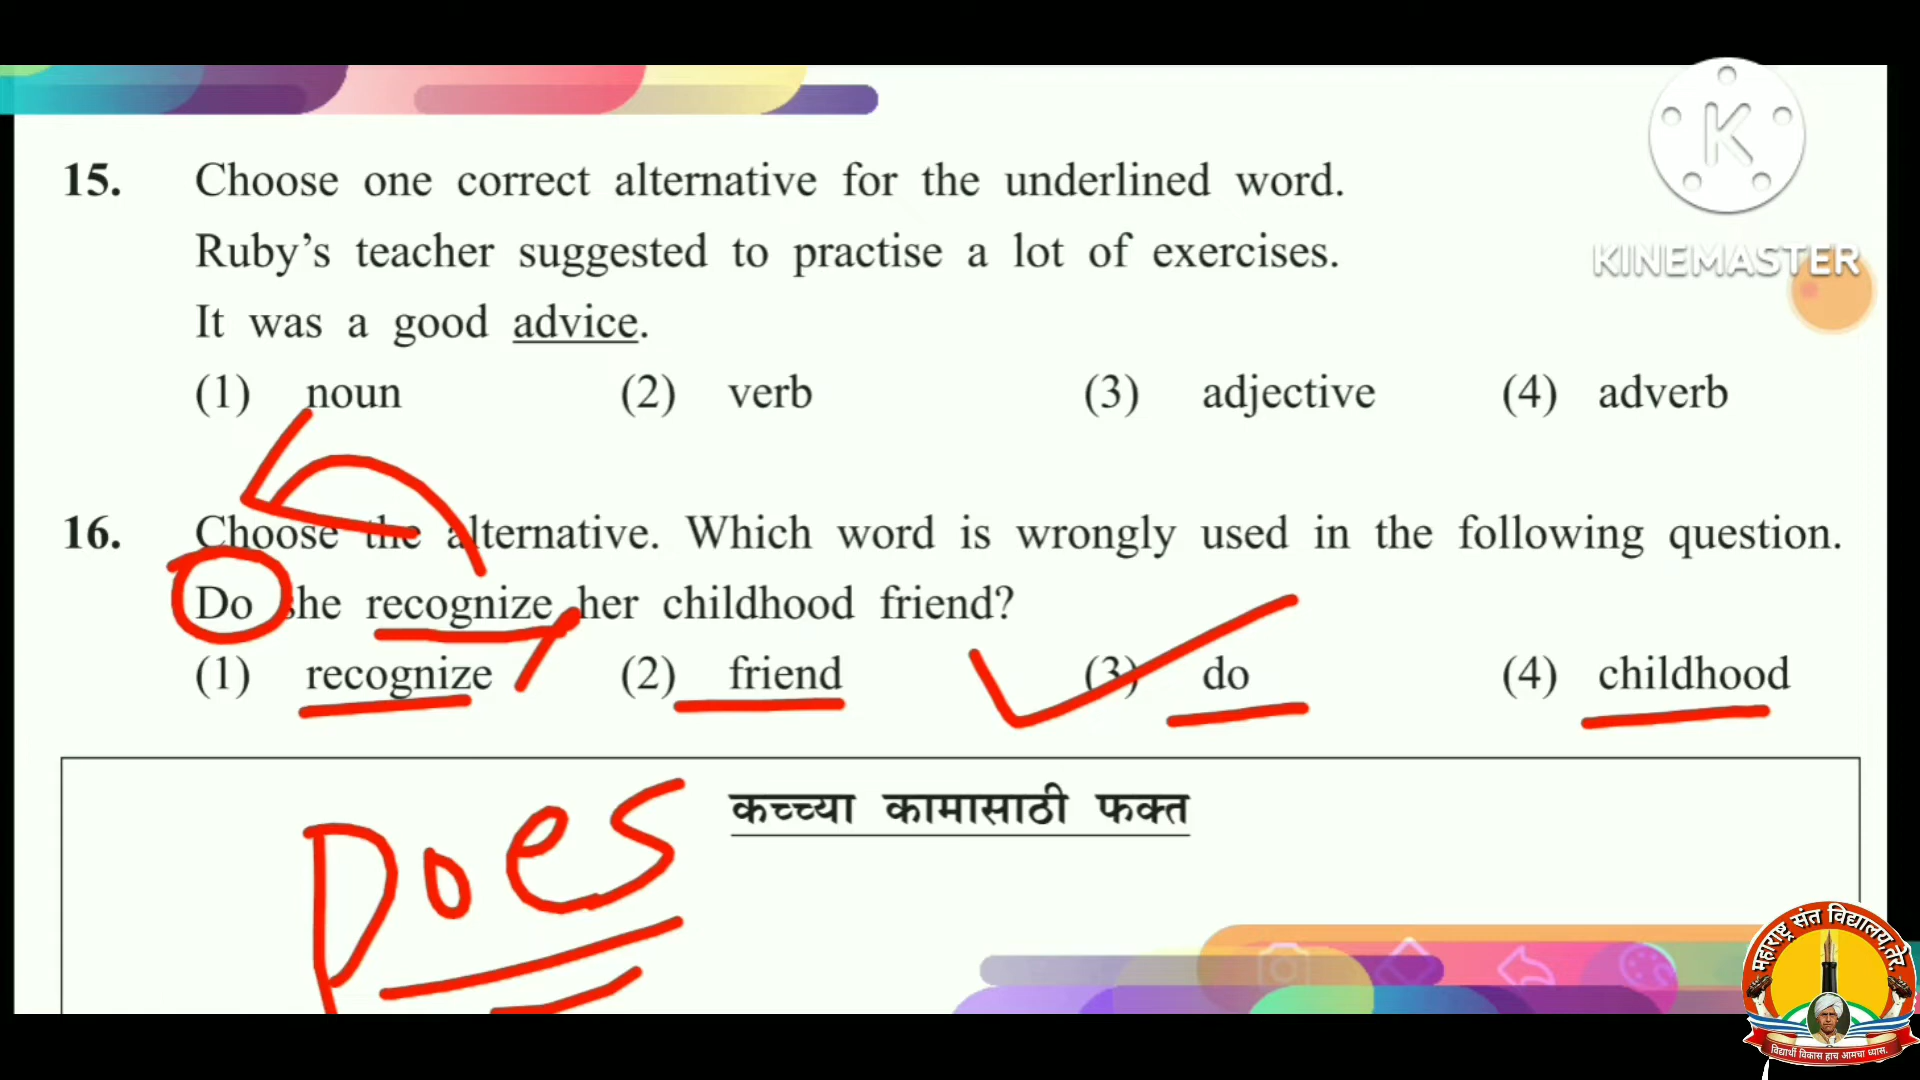 15. Choose one correct alternative for the underlined word.
Ruby's teacher suggested to practise a lot of exercises.
It was a good advice.
(1) noun (2) verb (3) adjective (4) adverb
16. Choose the alternative. Which word is wrongly used in the following question.
Do she recognize her childhood friend?
(1) recognize (2) friend (3) do (4) childhood
कच्च्या कामासाठी फक्त
Does
K
KINEMASTER
महाराष्ट्र संत विद्यालय, तेर.
विद्यार्थी विकास हाच आमचा ध्यास.